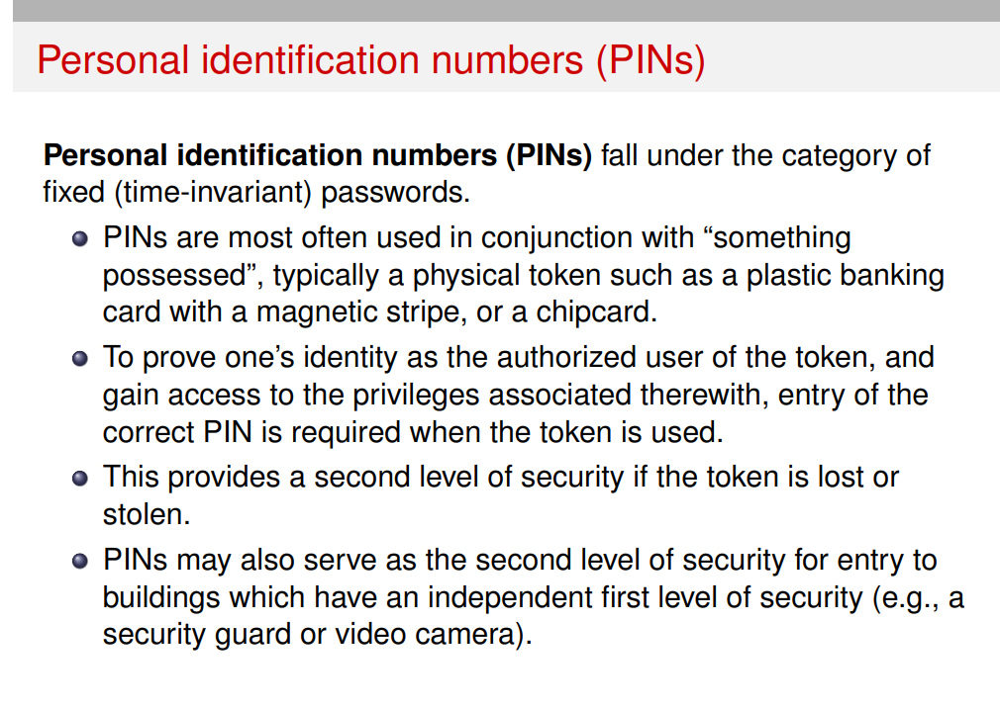 Personal identification numbers (PINs)
Personal identification numbers (PINs) fall under the category of
fixed (time-invariant) passwords.
PINs are most often used in conjunction with “something
possessed”, typically a physical token such as a plastic banking
card with a magnetic stripe, or a chipcard.
To prove one’s identity as the authorized user of the token, and
gain access to the privileges associated therewith, entry of the
correct PIN is required when the token is used.
This provides a second level of security if the token is lost or
stolen.
PINs may also serve as the second level of security for entry to
buildings which have an independent first level of security (e.g., a
security guard or video camera).